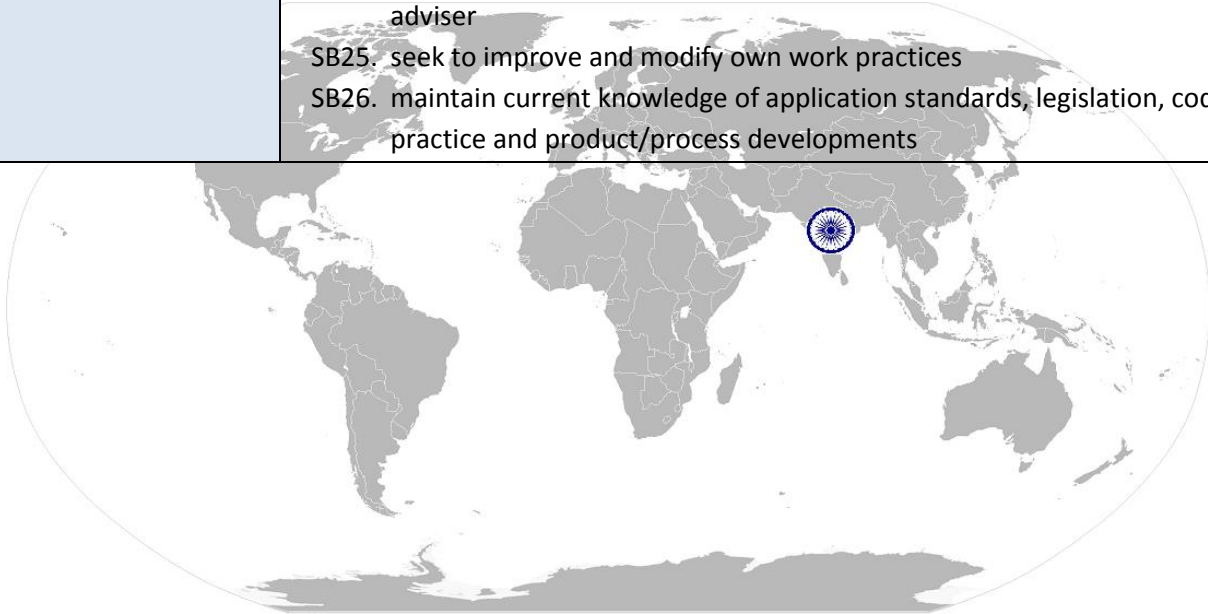 adviser
SB25. seek to improve and modify own work practices
SB26. maintain current knowledge of application standards, legislation,
practice and product/process developments